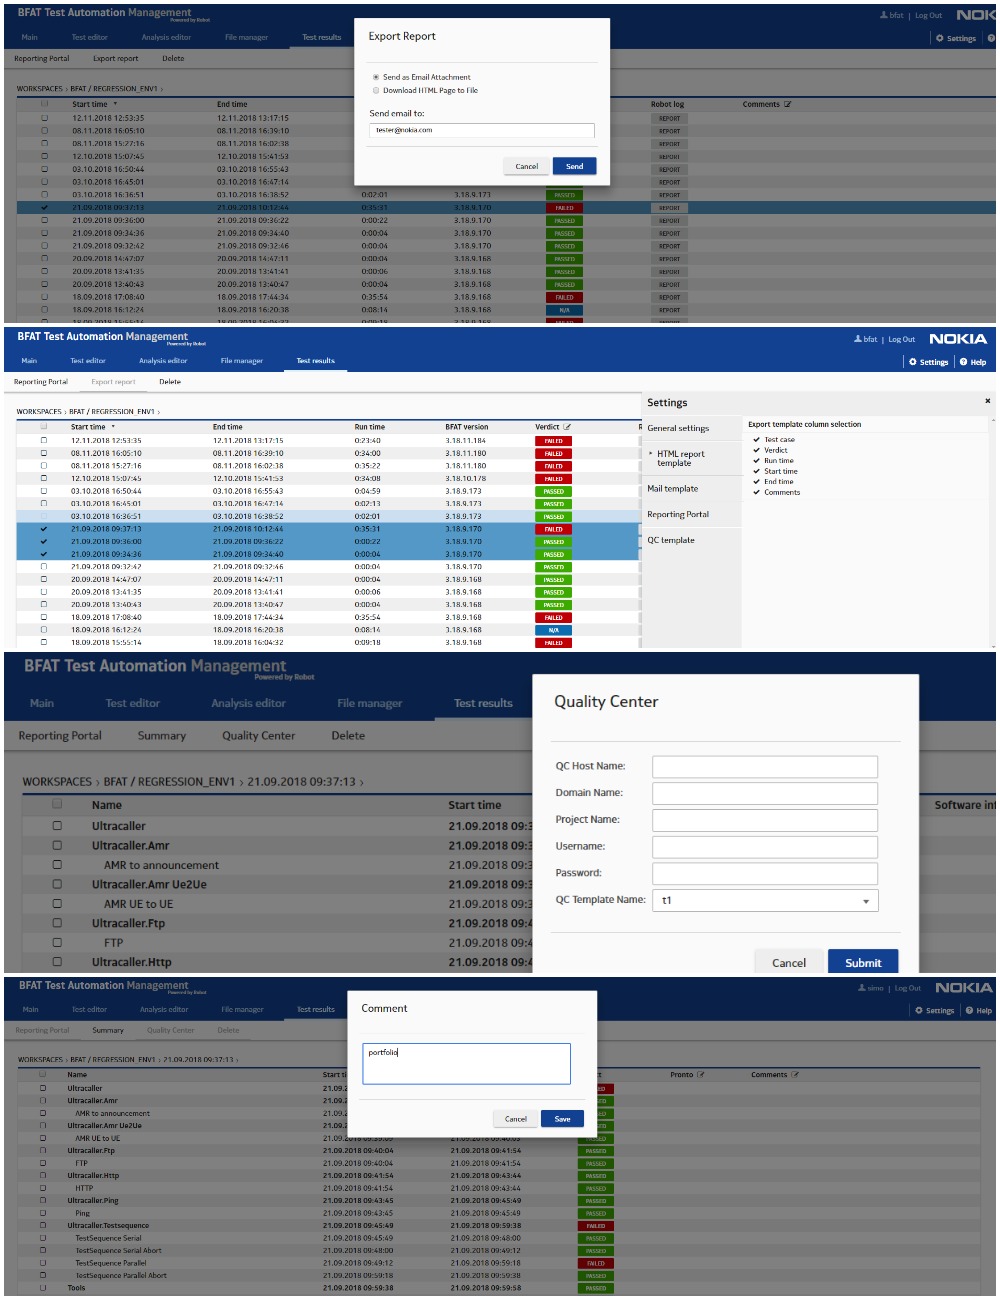 BFAT Test Automation Management
Powered by Robot
bfat | Log Out NOK
Main Test editor Analysis editor File manager Test results Settings
Reporting Portal Export report Delete
Export Report
Send as Email Attachment
Download HTML Page to File
Send email to:
tester@nokia.com
Cancel Send
WORKSPACES › BFAT / REGRESSION_ENV1 ›
Start time End time Robot log Comments
12.11.2018 12:53:35 12.11.2018 13:17:15 REPORT
08.11.2018 16:05:10 08.11.2018 16:39:10 REPORT
08.11.2018 15:27:16 08.11.2018 16:02:38 REPORT
12.10.2018 15:07:45 12.10.2018 15:41:53 REPORT
03.10.2018 16:50:44 03.10.2018 16:55:43 REPORT
03.10.2018 16:45:01 03.10.2018 16:47:14 REPORT
03.10.2018 16:36:51 03.10.2018 16:38:52 0:02:01 3.18.9.173 PASSED REPORT
21.09.2018 09:37:13 21.09.2018 10:12:44 0:35:31 3.18.9.170 FAILED REPORT
21.09.2018 09:36:00 21.09.2018 09:36:22 0:00:22 3.18.9.170 PASSED REPORT
21.09.2018 09:34:36 21.09.2018 09:34:40 0:00:04 3.18.9.170 PASSED REPORT
21.09.2018 09:32:42 21.09.2018 09:32:46 0:00:04 3.18.9.170 PASSED REPORT
20.09.2018 14:47:07 20.09.2018 14:47:11 0:00:04 3.18.9.168 PASSED REPORT
20.09.2018 13:41:35 20.09.2018 13:41:41 0:00:06 3.18.9.168 PASSED REPORT
20.09.2018 13:40:43 20.09.2018 13:40:47 0:00:04 3.18.9.168 PASSED REPORT
18.09.2018 17:08:40 18.09.2018 17:44:34 0:35:54 3.18.9.168 FAILED REPORT
18.09.2018 16:12:24 18.09.2018 16:20:38 0:08:14 3.18.9.168 N/A REPORT
BFAT Test Automation Management
Powered by Robot
bfat | Log Out NOKIA
Main Test editor Analysis editor File manager Test results Settings Help
Reporting Portal Export report Delete
WORKSPACES › BFAT / REGRESSION_ENV1 ›
Start time End time Run time BFAT version Verdict
12.11.2018 12:53:35 12.11.2018 13:17:15 0:23:40 3.18.11.184 FAILED
08.11.2018 16:05:10 08.11.2018 16:39:10 0:34:00 3.18.11.180 FAILED
08.11.2018 15:27:16 08.11.2018 16:02:38 0:35:22 3.18.11.180 FAILED
12.10.2018 15:07:45 12.10.2018 15:41:53 0:34:08 3.18.10.178 FAILED
03.10.2018 16:50:44 03.10.2018 16:55:43 0:04:59 3.18.9.173 PASSED
03.10.2018 16:45:01 03.10.2018 16:47:14 0:02:13 3.18.9.173 PASSED
03.10.2018 16:36:51 03.10.2018 16:38:52 0:02:01 3.18.9.173 PASSED
21.09.2018 09:37:13 21.09.2018 10:12:44 0:35:31 3.18.9.170 FAILED
21.09.2018 09:36:00 21.09.2018 09:36:22 0:00:22 3.18.9.170 PASSED
21.09.2018 09:34:36 21.09.2018 09:34:40 0:00:04 3.18.9.170 PASSED
21.09.2018 09:32:42 21.09.2018 09:32:46 0:00:04 3.18.9.170 PASSED
20.09.2018 14:47:07 20.09.2018 14:47:11 0:00:04 3.18.9.168 PASSED
20.09.2018 13:41:35 20.09.2018 13:41:41 0:00:06 3.18.9.168 PASSED
20.09.2018 13:40:43 20.09.2018 13:40:47 0:00:04 3.18.9.168 PASSED
18.09.2018 17:08:40 18.09.2018 17:44:34 0:35:54 3.18.9.168 FAILED
18.09.2018 16:12:24 18.09.2018 16:20:38 0:08:14 3.18.9.168 N/A
18.09.2018 15:55:14 18.09.2018 16:04:32 0:09:18 3.18.9.168 FAILED
Settings
General settings
HTML report
template
Mail template
Reporting Portal
QC template
Export template column selection
Test case
Verdict
Run time
Start time
End time
Comments
BFAT Test Automation Management
Powered by Robot
Main Test editor Analysis editor File manager Test results
Reporting Portal Summary Quality Center Delete
WORKSPACES › BFAT / REGRESSION_ENV1 › 21.09.2018 09:37:13 ›
Name Start time Software inf
Ultracaller 21.09.2018 09:3
Ultracaller.Amr 21.09.2018 09:3
AMR to announcement 21.09.2018 09:3
Ultracaller.Amr Ue2Ue 21.09.2018 09:3
AMR UE to UE 21.09.2018 09:3
Ultracaller.Ftp 21.09.2018 09:4
FTP 21.09.2018 09:4
Ultracaller.Http 21.09.2018 09:4
Quality Center
QC Host Name:
Domain Name:
Project Name:
Username:
Password:
QC Template Name: t1
Cancel Submit
BFAT Test Automation Management
Powered by Robot
simo | Log Out NOKIA
Main Test editor Analysis editor File manager Test results Settings Help
Reporting Portal Summary Quality Center Delete
Comment
portfolio
Cancel Save
WORKSPACES › BFAT / REGRESSION_ENV1 › 21.09.2018 09:37:13 ›
Name Start ti ct Pronto Comments
Ultracaller 21.09.2 ED
Ultracaller.Amr 21.09.2 ED
AMR to announcement 21.09.2 ED
Ultracaller.Amr Ue2Ue 21.09.2 ED
AMR UE to UE 21.09.2018 09:39:09 21.09.2018 09:40:03 PASSED
Ultracaller.Ftp 21.09.2018 09:40:04 21.09.2018 09:41:54 PASSED
FTP 21.09.2018 09:40:04 21.09.2018 09:41:54 PASSED
Ultracaller.Http 21.09.2018 09:41:54 21.09.2018 09:43:44 PASSED
HTTP 21.09.2018 09:41:54 21.09.2018 09:43:44 PASSED
Ultracaller.Ping 21.09.2018 09:43:45 21.09.2018 09:45:49 PASSED
Ping 21.09.2018 09:43:45 21.09.2018 09:45:49 PASSED
Ultracaller.Testsequence 21.09.2018 09:45:49 21.09.2018 09:59:38 FAILED
TestSequence Serial 21.09.2018 09:45:49 21.09.2018 09:48:00 PASSED
TestSequence Serial Abort 21.09.2018 09:48:00 21.09.2018 09:49:12 PASSED
TestSequence Parallel 21.09.2018 09:49:12 21.09.2018 09:59:18 FAILED
TestSequence Parallel Abort 21.09.2018 09:59:18 21.09.2018 09:59:38 PASSED
Tools 21.09.2018 09:59:38 21.09.2018 09:59:58 PASSED